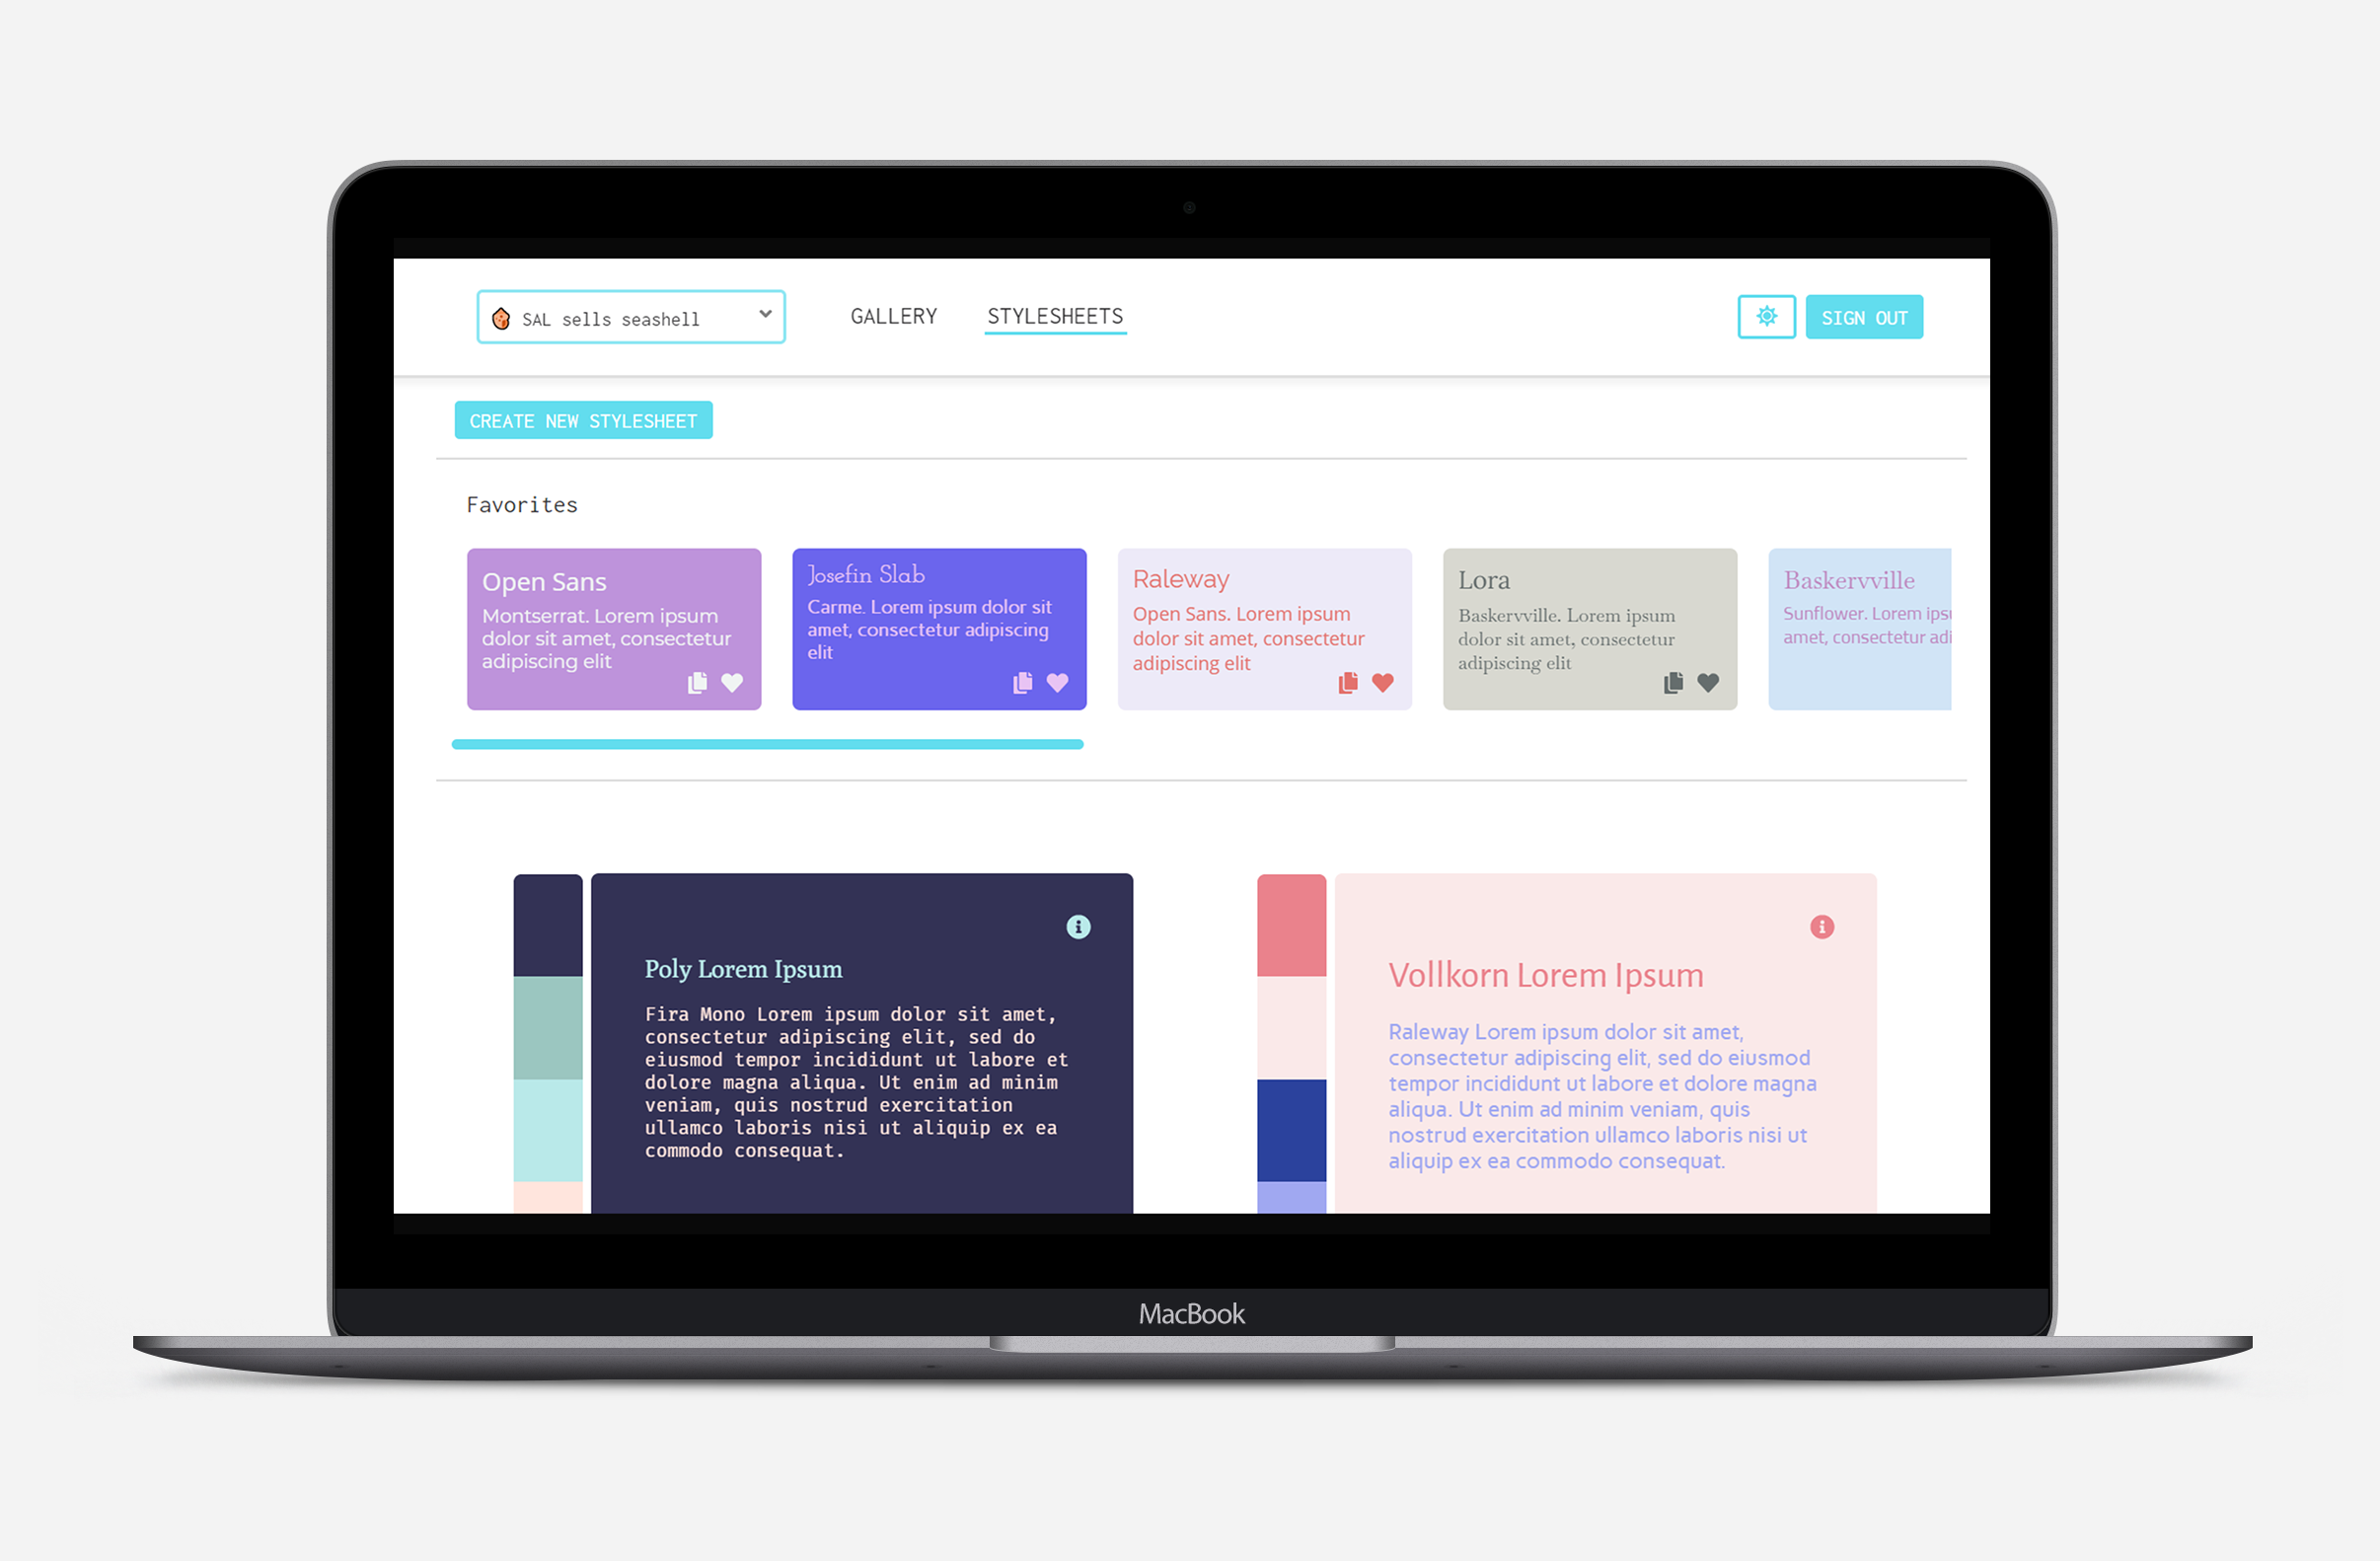 SAL sells seashell
GALLERY
STYLESHEETS
SIGN OUT
CREATE NEW STYLESHEET
Favorites
Open Sans
Montserrat. Lorem ipsum
dolor sit amet, consectetur
adipiscing elit
Josefin Slab
Carme. Lorem ipsum dolor sit
amet, consectetur adipiscing
elit
Raleway
Open Sans. Lorem ipsum
dolor sit amet, consectetur
adipiscing elit
Lora
Baskervville. Lorem ipsum
dolor sit amet, consectetur
adipiscing elit
Baskervville
Sunflower. Lorem ips
amet, consectetur adi
Poly Lorem Ipsum
Fira Mono Lorem ipsum dolor sit amet,
consectetur adipiscing elit, sed do
eiusmod tempor incididunt ut labore et
dolore magna aliqua. Ut enim ad minim
veniam, quis nostrud exercitation
ullamco laboris nisi ut aliquip ex ea
commodo consequat.
Vollkorn Lorem Ipsum
Raleway Lorem ipsum dolor sit amet,
consectetur adipiscing elit, sed do eiusmod
tempor incididunt ut labore et dolore magna
aliqua. Ut enim ad minim veniam, quis
nostrud exercitation ullamco laboris nisi ut
aliquip ex ea commodo consequat.
MacBook